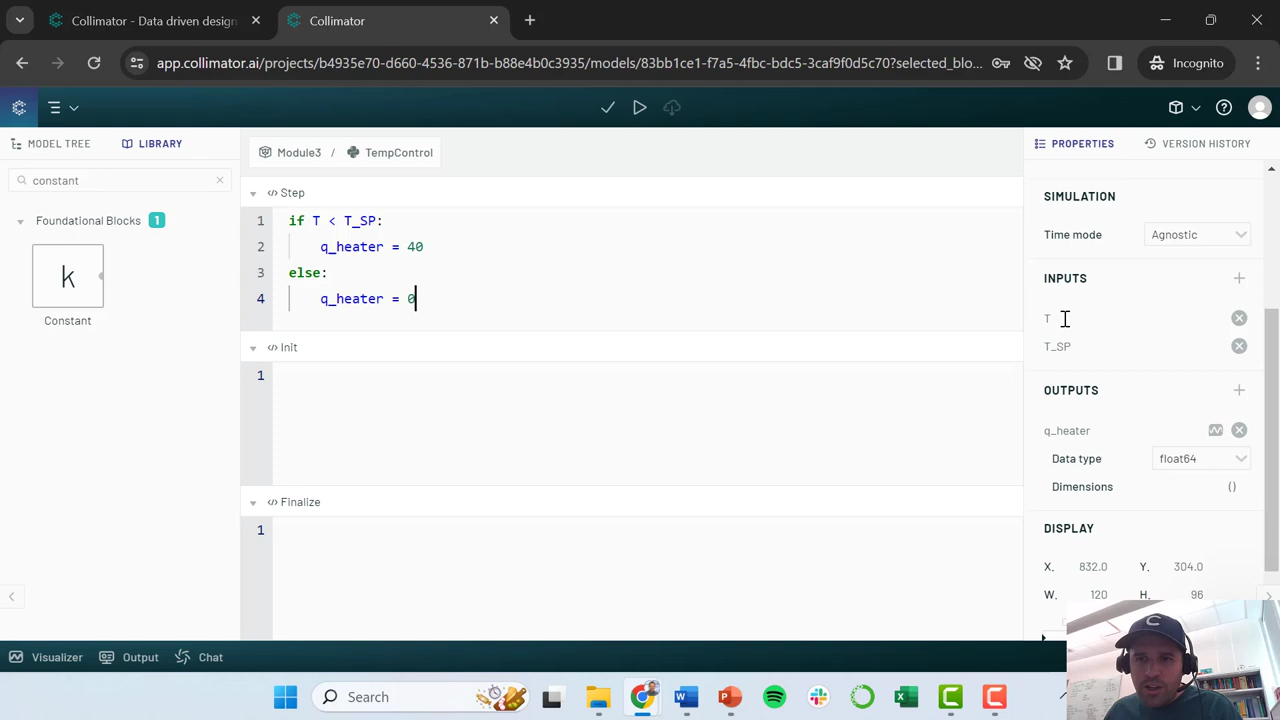 Collimator - Data driven design
Collimator
app.collimator.ai/projects/b4935e70-d660-4536-871b-b88e4b0c3935/models/83bb1ce1-f7a5-4fbc-bdc5-3caf9f0d5c70?selected_blo...
Incognito
MODEL TREE
LIBRARY
Module3 / TempControl
PROPERTIES
VERSION HISTORY
constant
Foundational Blocks 1
k
Constant
</> Step
1 if T < T_SP:
2 q_heater = 40
3 else:
4 q_heater = 0
</> Init
1
</> Finalize
1
SIMULATION
Time mode Agnostic
INPUTS
T
T_SP
OUTPUTS
q_heater
Data type float64
Dimensions ()
DISPLAY
X. 832.0 Y. 304.0
W. 120 H. 96
Visualizer
Output
Chat
Search